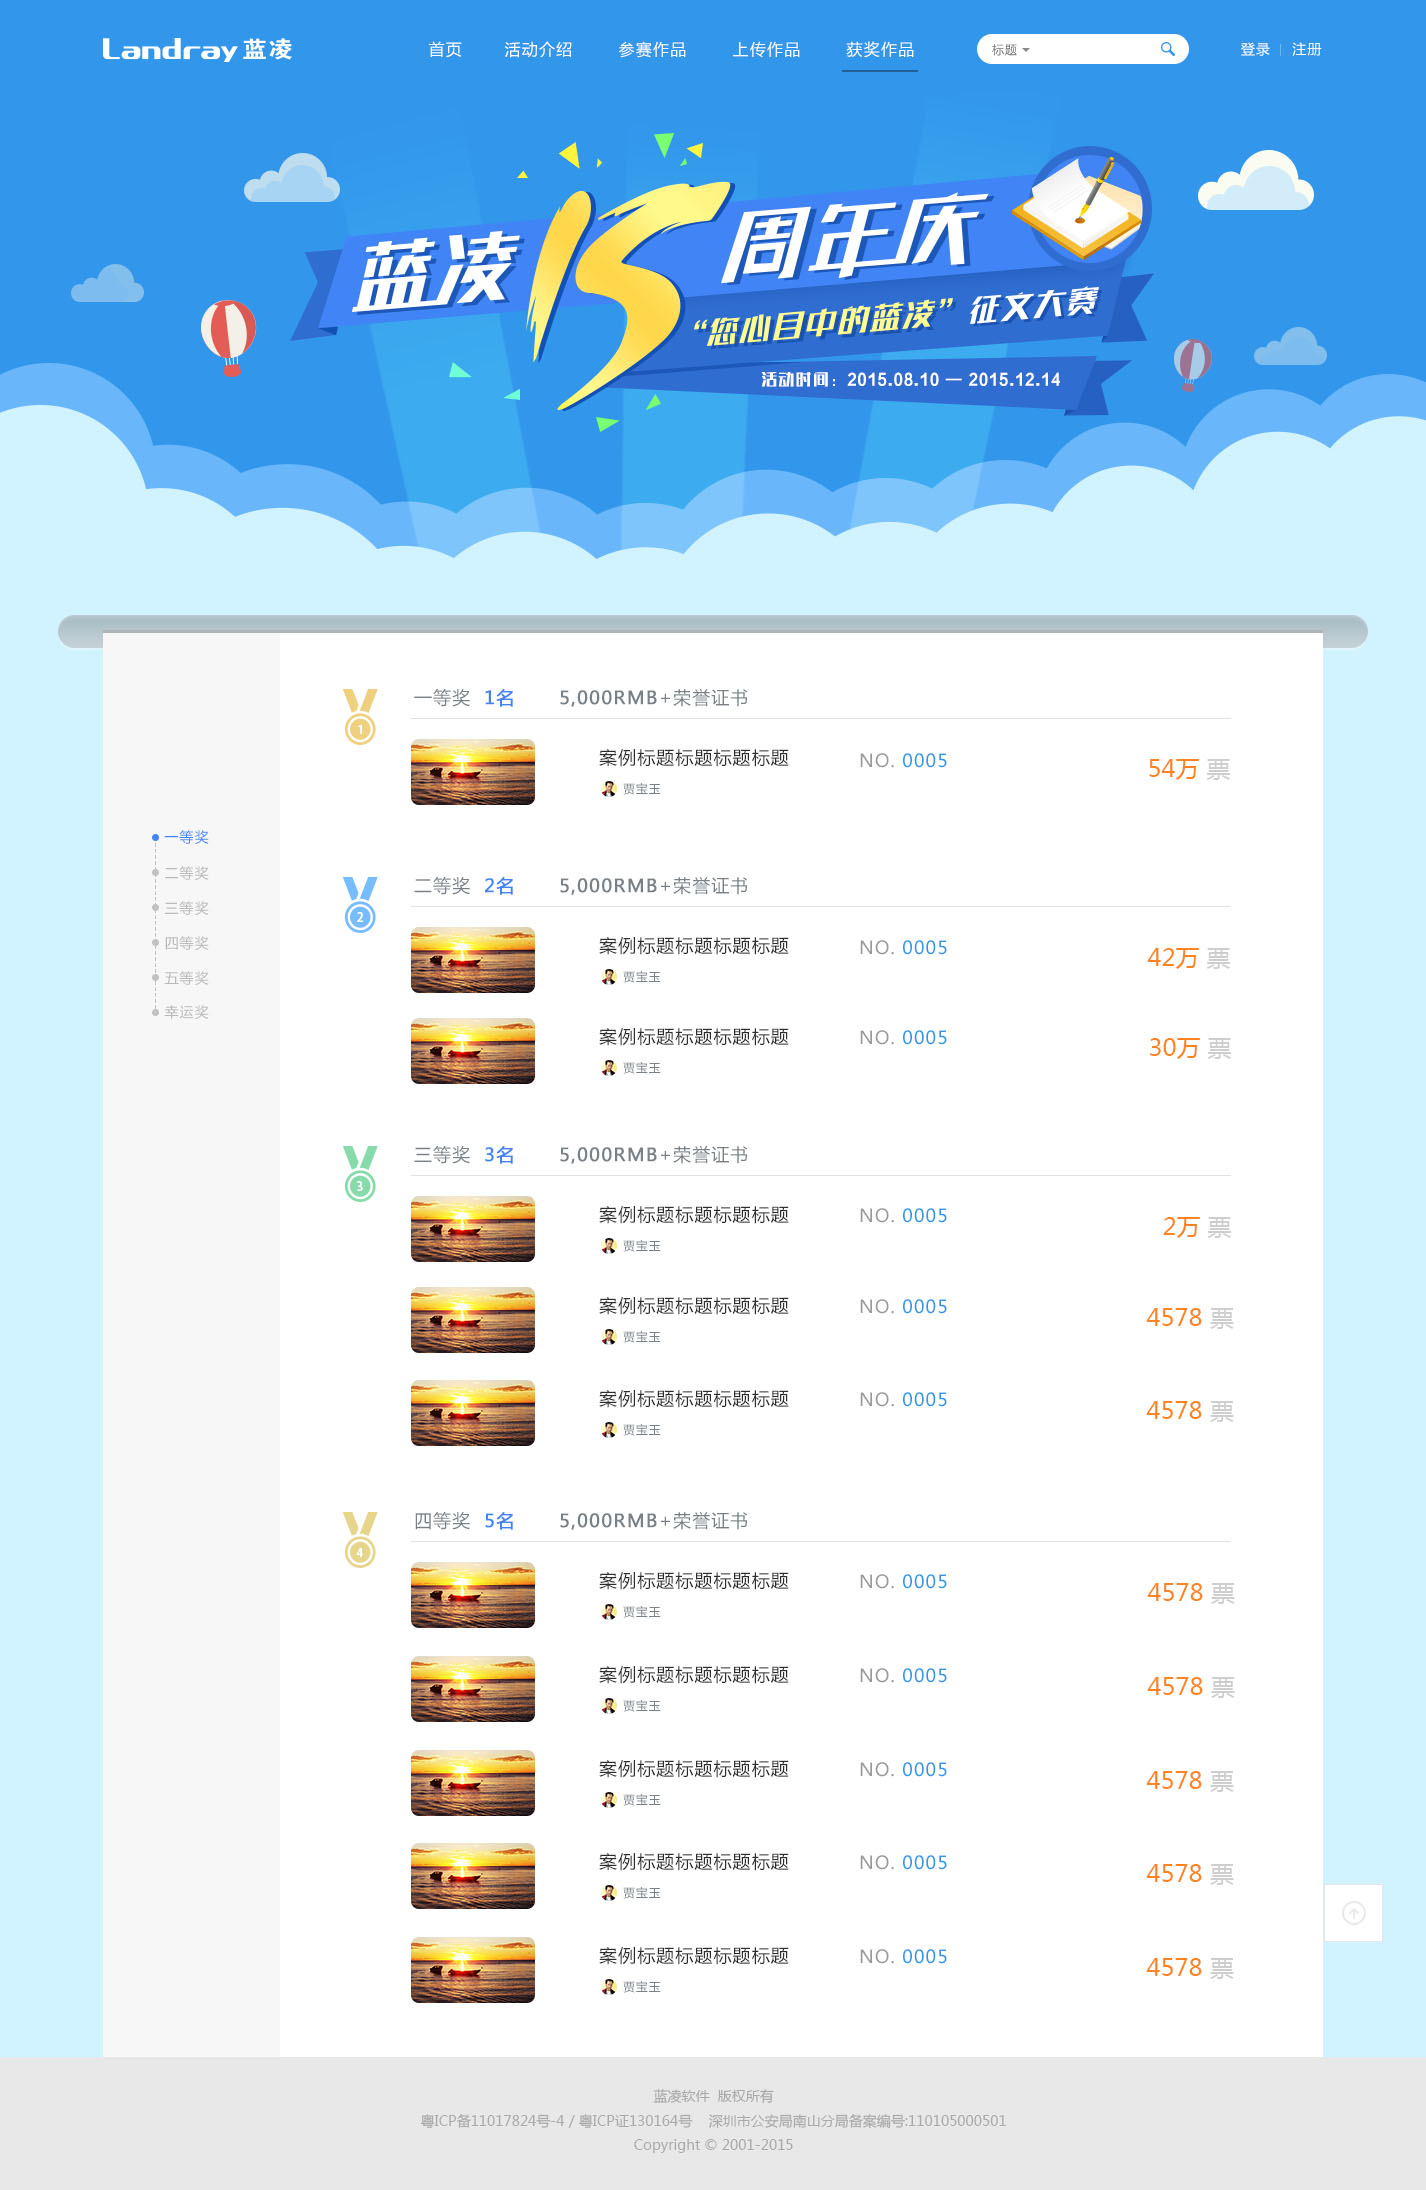 Landray 蓝凌 首页 活动介绍 参赛作品 上传作品 获奖作品 标题 登录 注册
蓝凌 15 周年庆
“您心目中的蓝凌” 征文大赛
活动时间：2015.08.10 — 2015.12.14
一等奖
二等奖
三等奖
四等奖
五等奖
幸运奖
1 一等奖 1名 5,000RMB+荣誉证书
案例标题标题标题标题 NO. 0005 54万 票
贾宝玉
2 二等奖 2名 5,000RMB+荣誉证书
案例标题标题标题标题 NO. 0005 42万 票
贾宝玉
案例标题标题标题标题 NO. 0005 30万 票
贾宝玉
3 三等奖 3名 5,000RMB+荣誉证书
案例标题标题标题标题 NO. 0005 2万 票
贾宝玉
案例标题标题标题标题 NO. 0005 4578 票
贾宝玉
案例标题标题标题标题 NO. 0005 4578 票
贾宝玉
4 四等奖 5名 5,000RMB+荣誉证书
案例标题标题标题标题 NO. 0005 4578 票
贾宝玉
案例标题标题标题标题 NO. 0005 4578 票
贾宝玉
案例标题标题标题标题 NO. 0005 4578 票
贾宝玉
案例标题标题标题标题 NO. 0005 4578 票
贾宝玉
案例标题标题标题标题 NO. 0005 4578 票
贾宝玉
蓝凌软件 版权所有
粤ICP备11017824号-4 / 粤ICP证130164号 深圳市公安局南山分局备案编号:110105000501
Copyright © 2001-2015